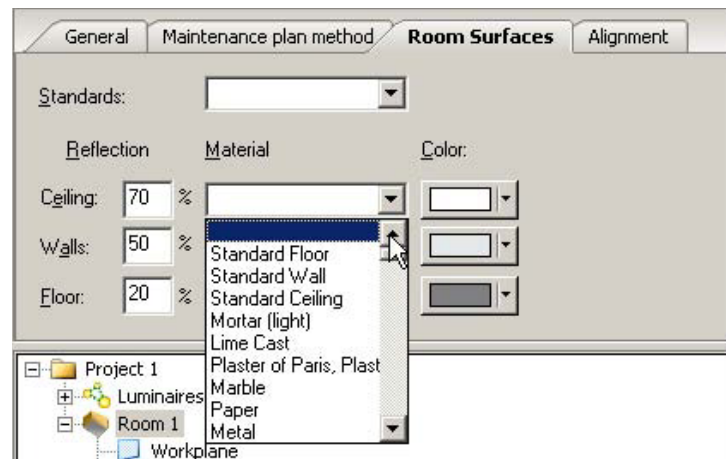 General Maintenance plan method Room Surfaces Alignment
Standards:
Reflection Material Color:
Ceiling: 70 %
Walls: 50 %
Floor: 20 %
Standard Floor
Standard Wall
Standard Ceiling
Mortar (light)
Lime Cast
Plaster of Paris, Plast
Marble
Paper
Metal
Project 1
Luminaires
Room 1
Workplane